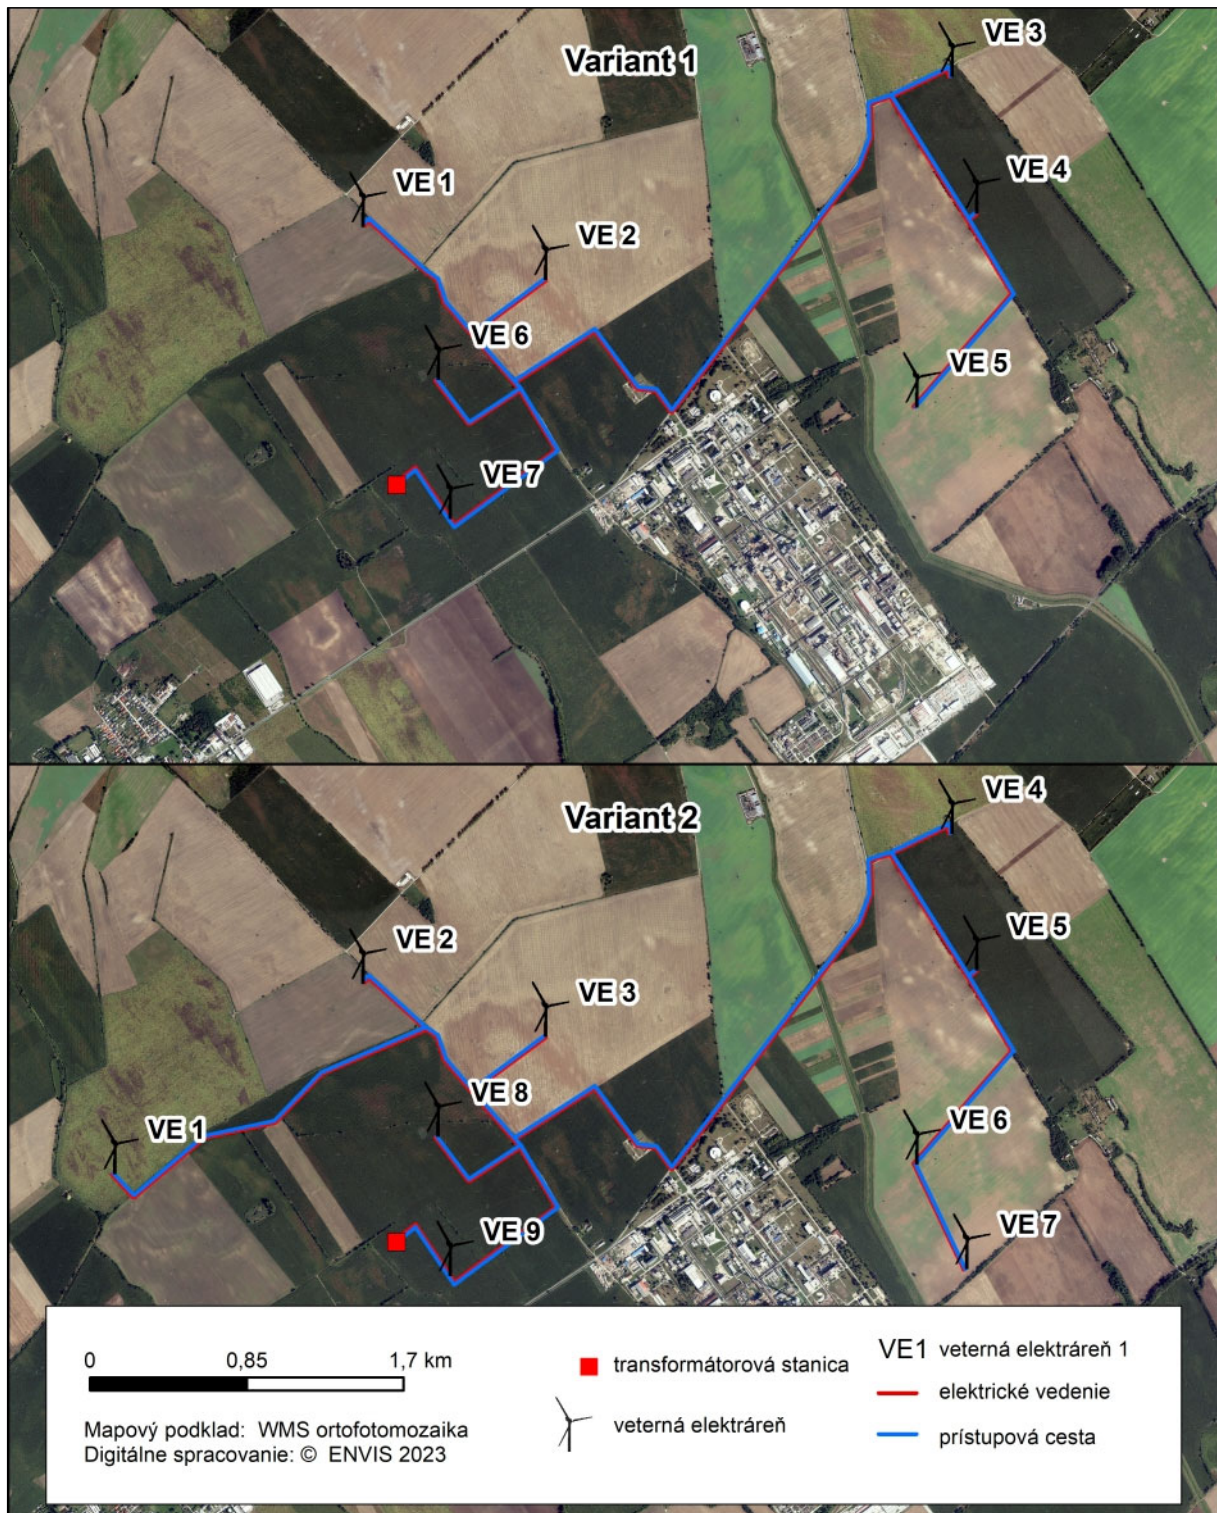 Variant 1
VE 3
VE 1
VE 4
VE 2
VE 6
VE 5
VE 7
Variant 2
VE 4
VE 2
VE 5
VE 3
VE 8
VE 1
VE 6
VE 9
VE 7
0 0,85 1,7 km
Mapový podklad: WMS ortofotomozaika
Digitálne spracovanie: © ENVIS 2023
transformátorová stanica
veterná elektráreň
VE1 veterná elektráreň 1
elektrické vedenie
prístupová cesta